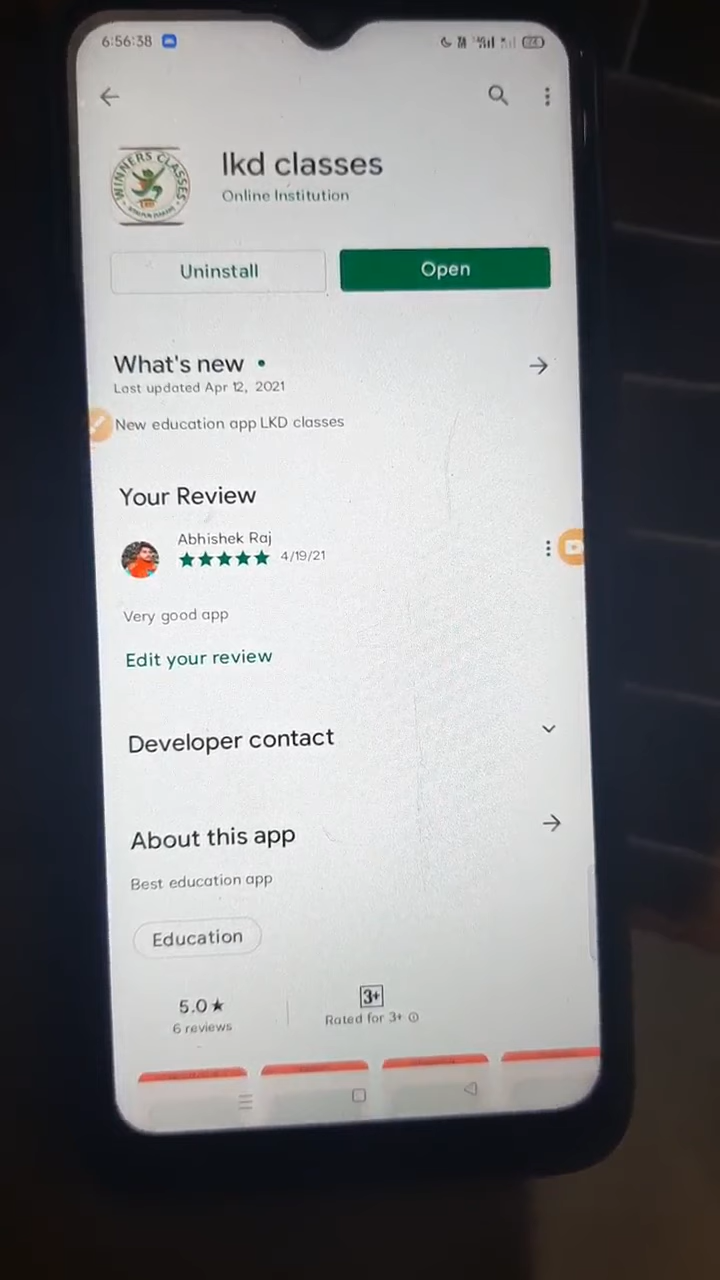 6:56:38
lkd classes
WINNERS CLASSES
Online Institution
Uninstall
Open
What's new •
Last updated Apr 12, 2021
New education app LKD classes
Your Review
Abhishek Raj
4/19/21
Very good app
Edit your review
Developer contact
About this app
Best education app
Education
5.0★
3+
6 reviews
Rated for 3+